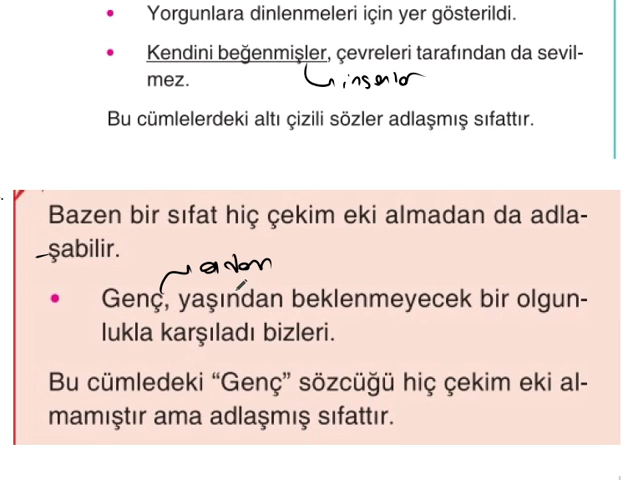 • Yorgunlara dinlenmeleri için yer gösterildi.
• Kendini beğenmişler, çevreleri tarafından da sevil-
mez.
insanlar
Bu cümlelerdeki altı çizili sözler adlaşmış sıfattır.
Bazen bir sıfat hiç çekim eki almadan da adla-
şabilir.
adam
• Genç, yaşından beklenmeyecek bir olgun-
lukla karşıladı bizleri.
Bu cümledeki “Genç” sözcüğü hiç çekim eki al-
mamıştır ama adlaşmış sıfattır.